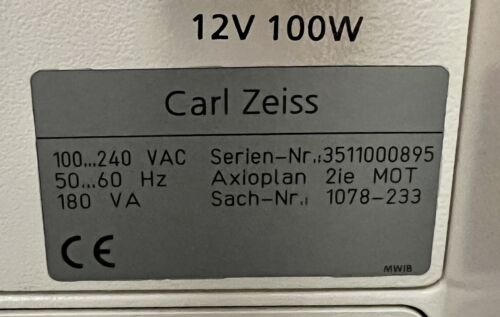 12V 100W
Carl Zeiss
100...240 VAC Serien-Nr.:3511000895
50...60 Hz Axioplan 2ie MOT
180 VA Sach-Nr.: 1078-233
CE
MWIB